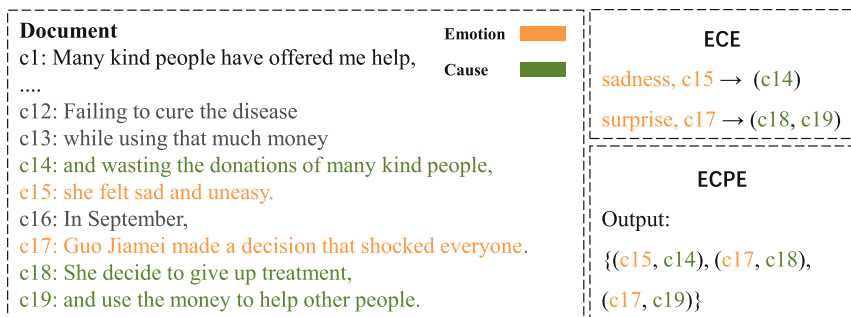 Document
Emotion
Cause
c1: Many kind people have offered me help,
....
c12: Failing to cure the disease
c13: while using that much money
c14: and wasting the donations of many kind people,
c15: she felt sad and uneasy.
c16: In September,
c17: Guo Jiamei made a decision that shocked everyone.
c18: She decide to give up treatment,
c19: and use the money to help other people.
ECE
sadness, c15 → (c14)
surprise, c17 → (c18, c19)
ECPE
Output:
{(c15, c14), (c17, c18),
(c17, c19)}